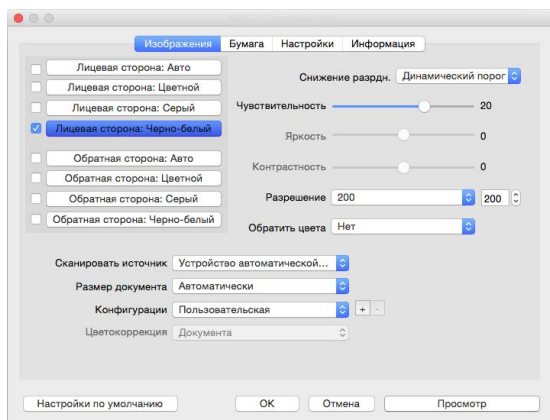 Изображения Бумага Настройки Информация
Лицевая сторона: Авто
Лицевая сторона: Цветной
Лицевая сторона: Серый
Лицевая сторона: Черно-белый
Обратная сторона: Авто
Обратная сторона: Цветной
Обратная сторона: Серый
Обратная сторона: Черно-белый
Снижение разрдн. Динамический порог
Чувствительность 20
Яркость 0
Контрастность 0
Разрешение 200 200
Обратить цвета Нет
Сканировать источник Устройство автоматической...
Размер документа Автоматически
Конфигурации Пользовательская + -
Цветокоррекция Документа
Настройки по умолчанию OK Отмена Просмотр